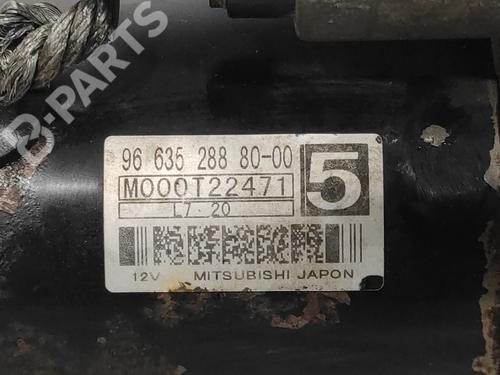 B-PARTS
96 635 288 80-00
M000T22471
5
L7 20
12V MITSUBISHI JAPON